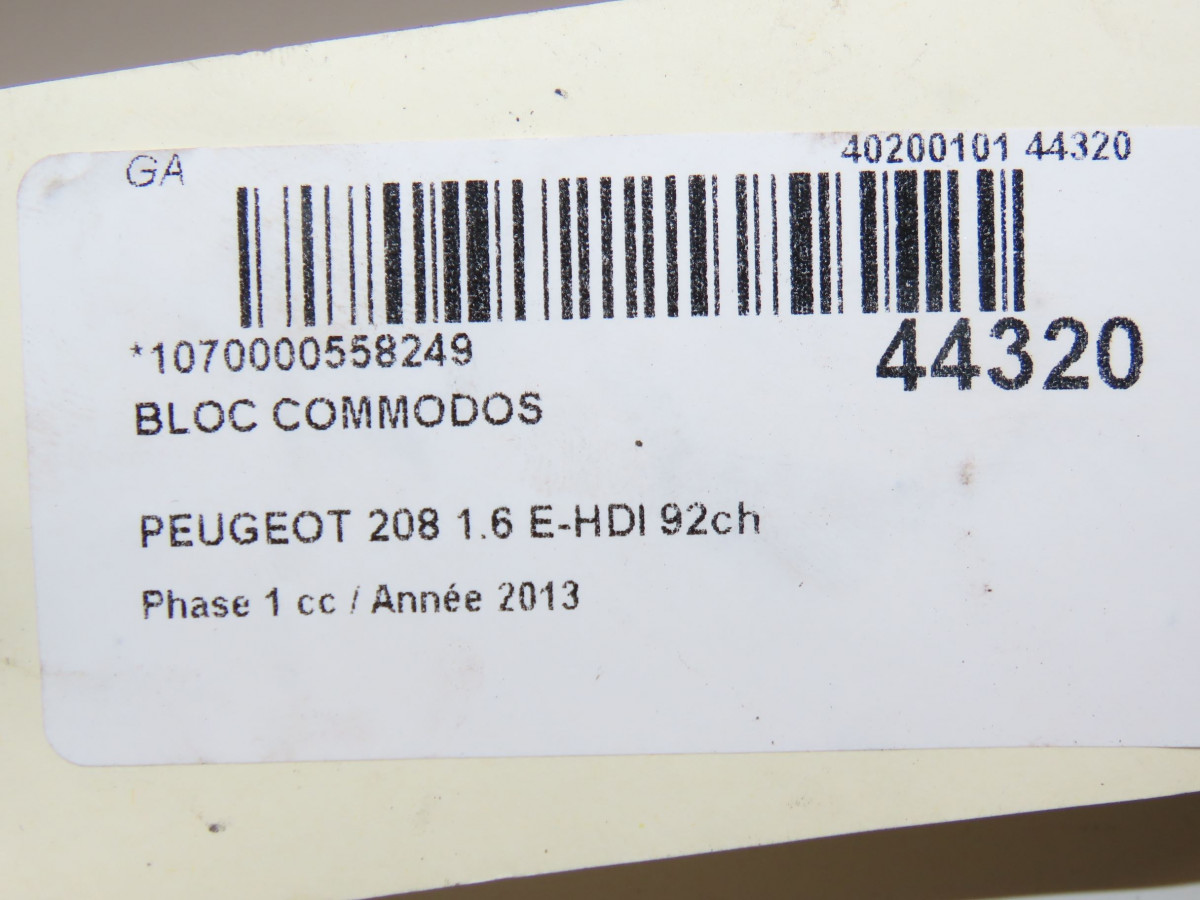 GA
40200101 44320
*1070000558249
44320
BLOC COMMODOS
PEUGEOT 208 1.6 E-HDI 92ch
Phase 1 cc / Année 2013